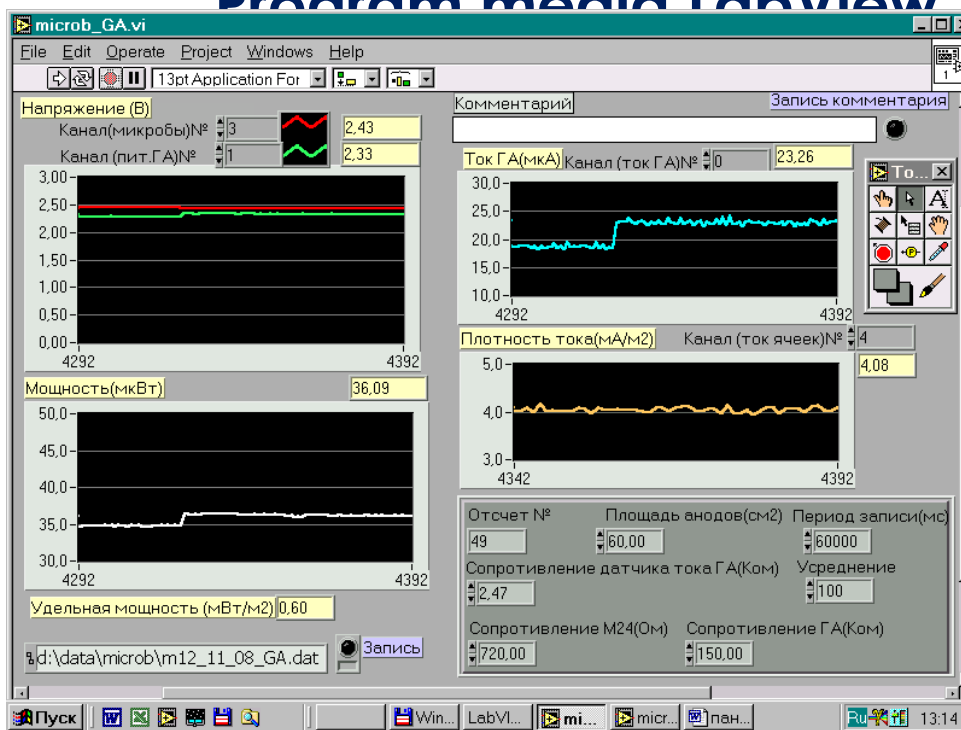 Program media LabView
microb_GA.vi
File Edit Operate Project Windows Help
13pt Application For
1
Напряжение (В)
Канал(микробы)№ 3 2,43
Канал (пит.ГА)№ 1 2,33
3,00
2,50
2,00
1,50
1,00
0,50
0,00
4292 4392
Мощность(мкВт) 36,09
50,0
45,0
40,0
35,0
30,0
4292 4392
Удельная мощность (мВт/м2) 0,60
d:\data\microb\m12_11_08_GA.dat Запись
Комментарий Запись комментария
Ток ГА(мкА) Канал (ток ГА)№ 0 23,26
30,0
25,0
20,0
15,0
10,0
4292 4392
To...
Плотность тока(мА/м2) Канал (ток ячеек)№ 4
4,08
5,0
4,0
3,0
4342 4392
Отсчет № Площадь анодов(см2) Период записи(мс)
49 60,00 60000
Сопротивление датчика тока ГА(Ком) Усреднение
2,47 100
Сопротивление М24(Ом) Сопротивление ГА(Ком)
720,00 150,00
Пуск Win... LabVI... mi... micr... пан... Ru 13:14